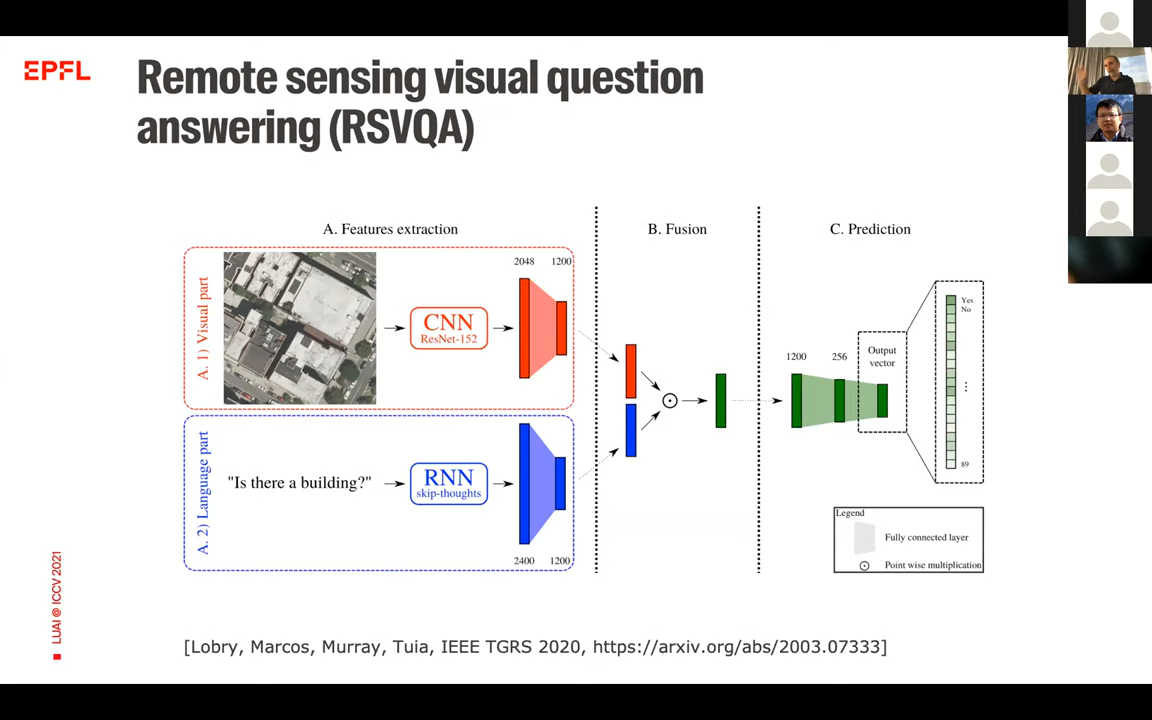 EPFL
Remote sensing visual question
answering (RSVQA)
A. Features extraction
B. Fusion
C. Prediction
A. 1) Visual part
2048
1200
CNN
ResNet-152
A. 2) Language part
"Is there a building?"
RNN
skip-thoughts
2400
1200
1200
256
Output
vector
Yes
No
⋮
89
Legend
Fully connected layer
Point wise multiplication
LUAI @ ICCV 2021
[Lobry, Marcos, Murray, Tuia, IEEE TGRS 2020, https://arxiv.org/abs/2003.07333]